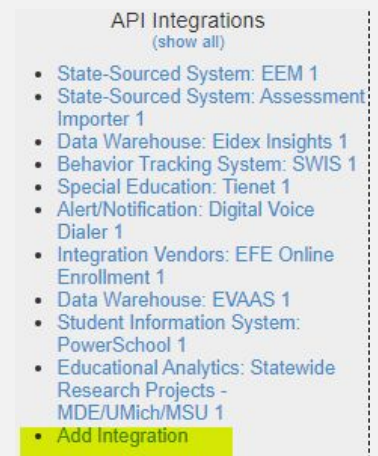 API Integrations
(show all)
State-Sourced System: EEM 1
State-Sourced System: Assessment
Importer 1
Data Warehouse: Eidex Insights 1
Behavior Tracking System: SWIS 1
Special Education: Tienet 1
Alert/Notification: Digital Voice
Dialer 1
Integration Vendors: EFE Online
Enrollment 1
Data Warehouse: EVAAS 1
Student Information System:
PowerSchool 1
Educational Analytics: Statewide
Research Projects -
MDE/UMich/MSU 1
Add Integration